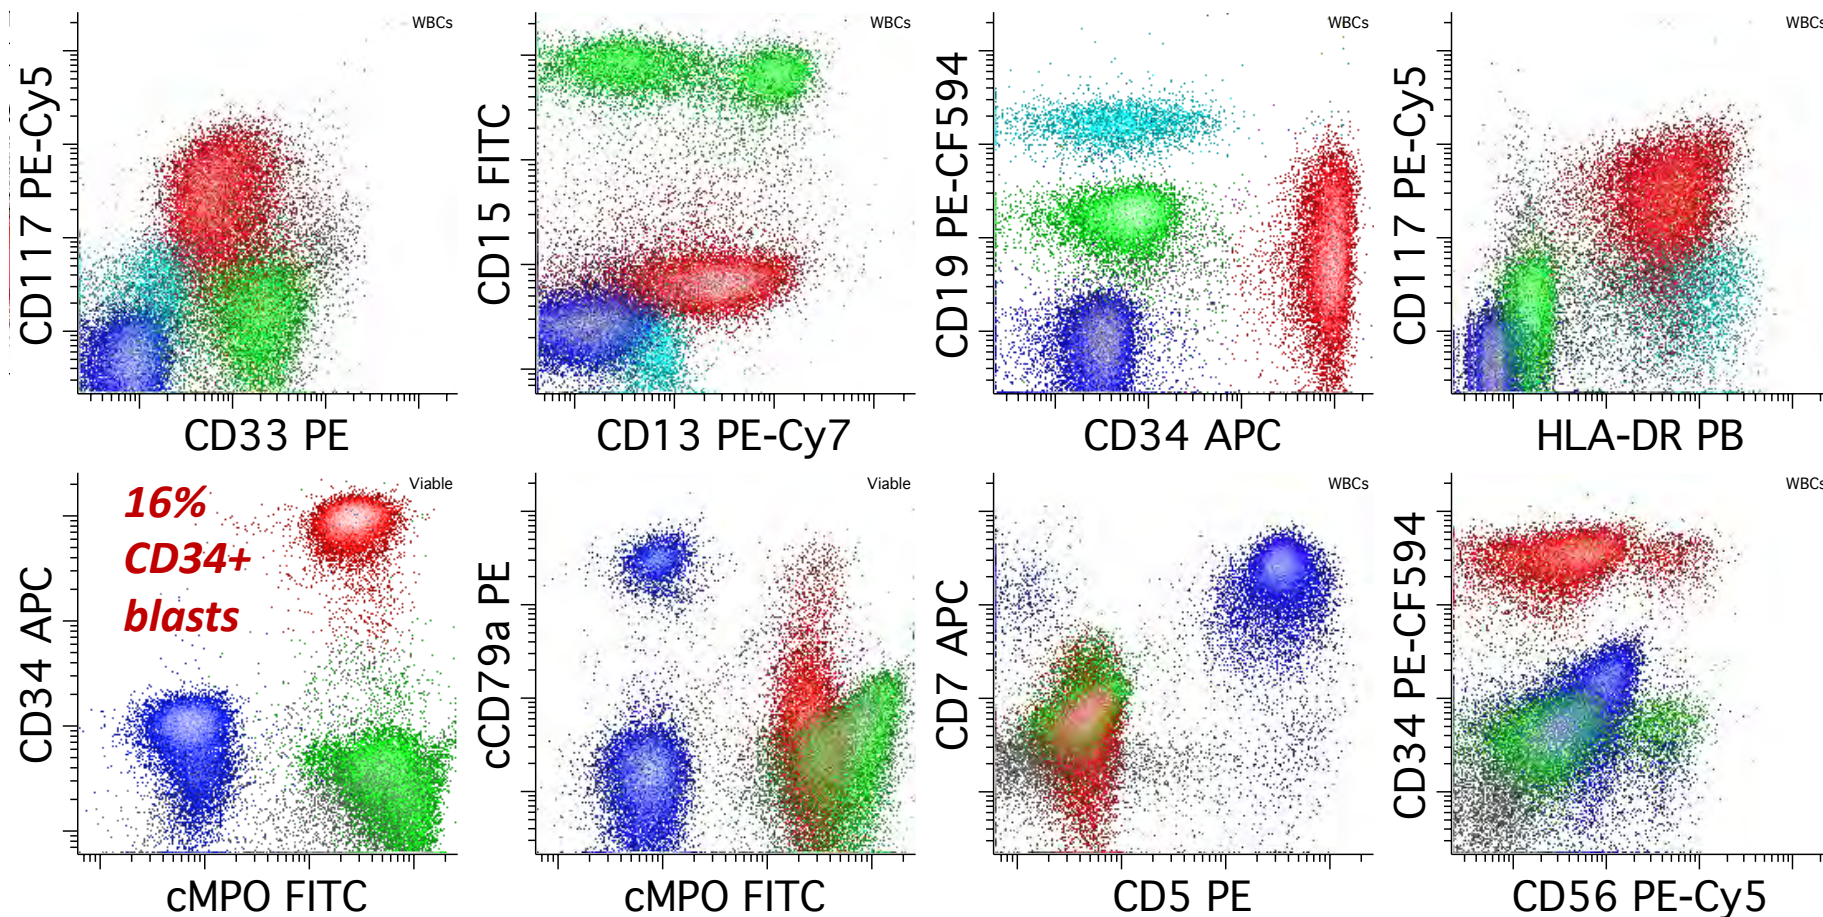 WBCs
CD117 PE-Cy5
CD33 PE
WBCs
CD15 FITC
CD13 PE-Cy7
WBCs
CD19 PE-CF594
CD34 APC
WBCs
CD117 PE-Cy5
HLA-DR PB
Viable
16%
CD34+
blasts
CD34 APC
cMPO FITC
Viable
cCD79a PE
cMPO FITC
WBCs
CD7 APC
CD5 PE
WBCs
CD34 PE-CF594
CD56 PE-Cy5